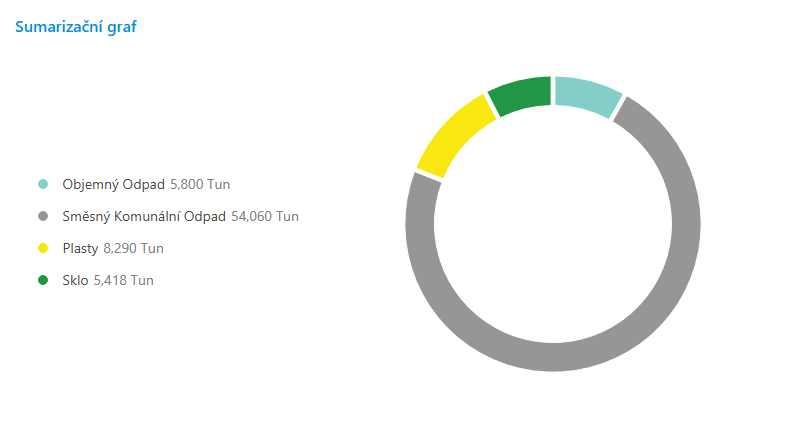 Sumarizační graf
Objemný Odpad 5,800 Tun
Směsný Komunální Odpad 54,060 Tun
Plasty 8,290 Tun
Sklo 5,418 Tun